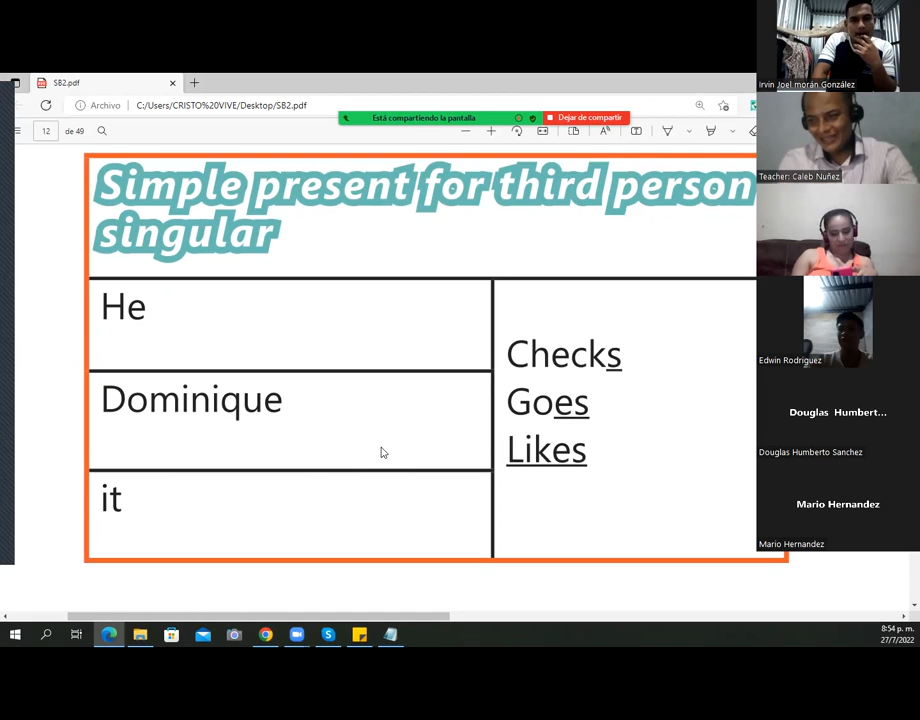 SB2.pdf
Archivo
C:/Users/CRISTO%20VIVE/Desktop/SB2.pdf
Está compartiendo la pantalla
Dejar de compartir
12 de 49
Simple present for third person
singular
He
Dominique
it
Checks
Goes
Likes
Irvin Joel morán González
Teacher: Caleb Nuñez
Edwin Rodriguez
Douglas Humbert...
Douglas Humberto Sanchez
Mario Hernandez
Mario Hernandez
8:54 p. m.
27/7/2022